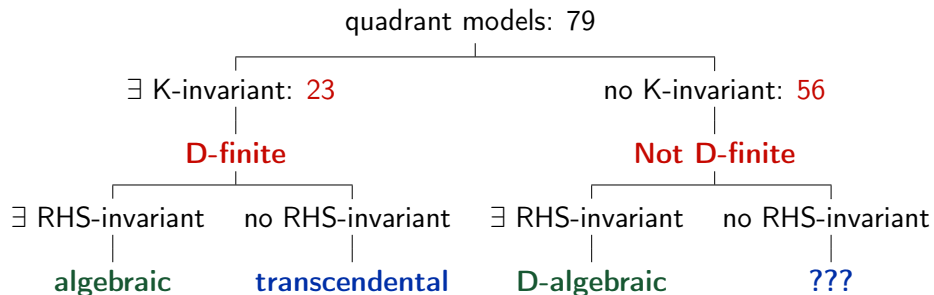 quadrant models: 79
∃ K-invariant: 23 no K-invariant: 56
D-finite Not D-finite
∃ RHS-invariant no RHS-invariant ∃ RHS-invariant no RHS-invariant
algebraic transcendental D-algebraic ???